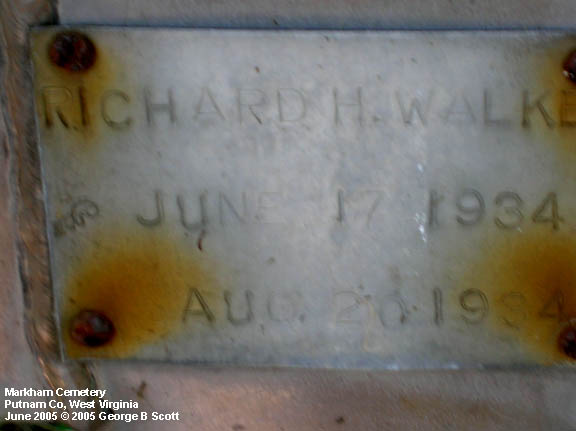 RICHARD H. WALKE
JUNE 17 1934
AUG. 20 1934
Markham Cemetery
Putnam Co, West Virginia
June 2005 © 2005 George B Scott